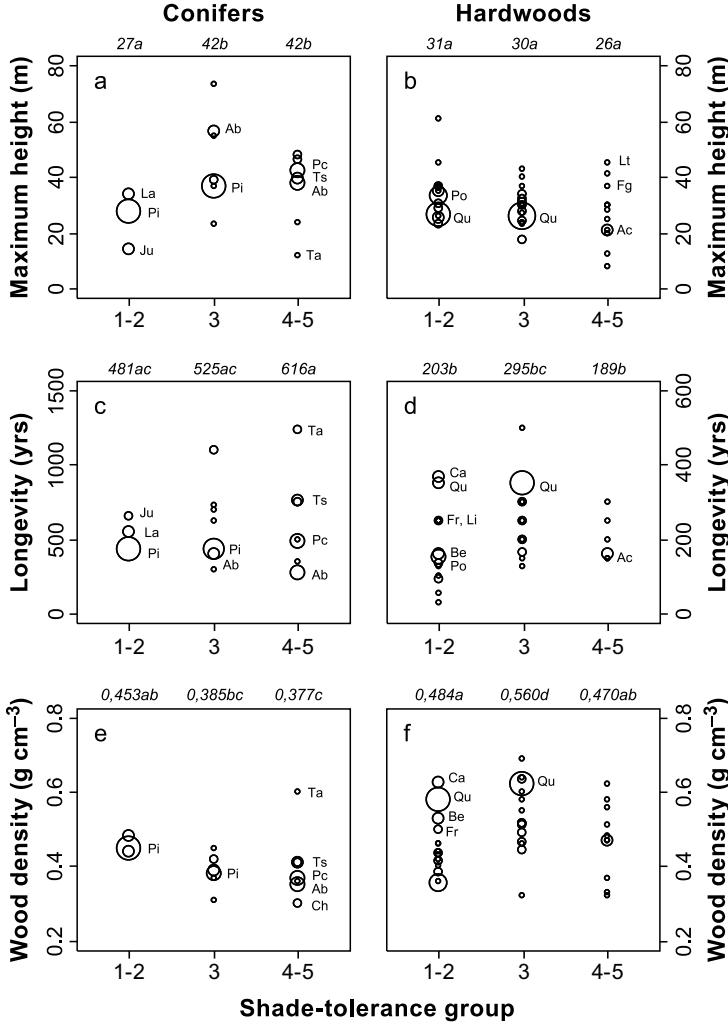 Conifers
Hardwoods
27a 42b 42b
31a 30a 26a
Maximum height (m)
80
60
40
20
0
a
La
Pi
Ju
Ab
Pi
Pc
Ts
Ab
Ta
1-2 3 4-5
b
Po
Qu
Qu
Lt
Fg
Ac
1-2 3 4-5
80
60
40
20
0
Maximum height (m)
481ac 525ac 616a
203b 295bc 189b
Longevity (yrs)
1500
1000
500
0
c
Ju
La
Pi
Pi
Ab
Ta
Ts
Pc
Ab
1-2 3 4-5
d
Ca
Qu
Fr, Li
Be
Po
Qu
Ac
1-2 3 4-5
600
400
200
0
Longevity (yrs)
0,453ab 0,385bc 0,377c
0,484a 0,560d 0,470ab
Wood density (g cm−3)
0.8
0.6
0.4
0.2
e
Pi
Pi
Ta
Ts
Pc
Ab
Ch
1-2 3 4-5
f
Ca
Qu
Be
Fr
Qu
1-2 3 4-5
0.8
0.6
0.4
0.2
Wood density (g cm−3)
Shade-tolerance group